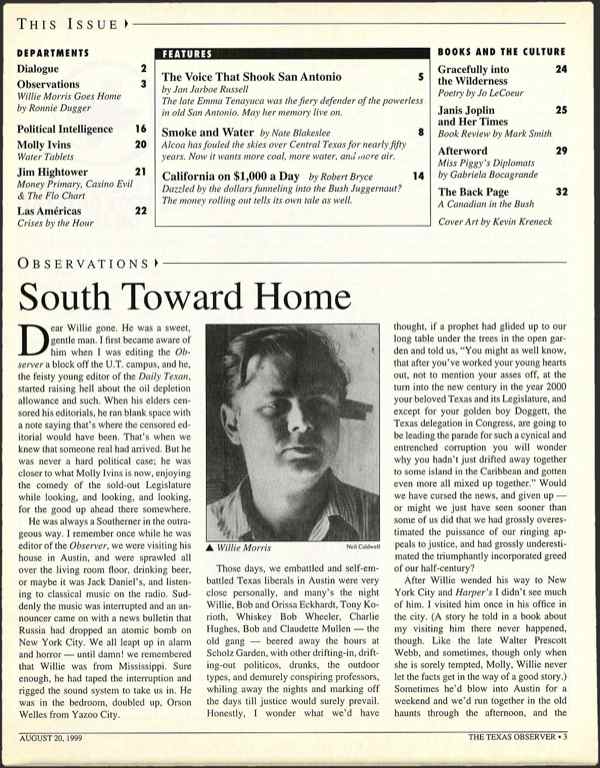 THIS ISSUE
DEPARTMENTS
Dialogue 2
Observations 3
Willie Morris Goes Home
by Ronnie Dugger
Political Intelligence 16
Molly Ivins 20
Water Tablets
Jim Hightower 21
Money Primary, Casino Evil
& The Flo Chart
Las Américas 22
Crises by the Hour
FEATURES
The Voice That Shook San Antonio 5
by Jan Jarboe Russell
The late Emma Tenayuca was the fiery defender of the powerless
in old San Antonio. May her memory live on.
Smoke and Water by Nate Blakeslee 8
Alcoa has fouled the skies over Central Texas for nearly fifty
years. Now it wants more coal, more water, and more air.
California on $1,000 a Day by Robert Bryce 14
Dazzled by the dollars funneling into the Bush Juggernaut?
The money rolling out tells its own tale as well.
BOOKS AND THE CULTURE
Gracefully into 24
the Wilderness
Poetry by Jo LeCoeur
Janis Joplin 25
and Her Times
Book Review by Mark Smith
Afterword 29
Miss Piggy's Diplomats
by Gabriela Bocagrande
The Back Page 32
A Canadian in the Bush
Cover Art by Kevin Kreneck
OBSERVATIONS
South Toward Home
Dear Willie gone. He was a sweet,
gentle man. I first became aware of
him when I was editing the Ob-
server a block off the U.T. campus, and he,
the feisty young editor of the Daily Texan,
started raising hell about the oil depletion
allowance and such. When his elders cen-
sored his editorials, he ran blank space with
a note saying that's where the censored ed-
itorial would have been. That's when we
knew that someone real had arrived. But he
was never a hard political case; he was
closer to what Molly Ivins is now, enjoying
the comedy of the sold-out Legislature
while looking, and looking, and looking,
for the good up ahead there somewhere.
He was always a Southerner in the outra-
geous way. I remember once while he was
editor of the Observer, we were visiting his
house in Austin, and were sprawled all
over the living room floor, drinking beer,
or maybe it was Jack Daniel's, and listen-
ing to classical music on the radio. Sud-
denly the music was interrupted and an an-
nouncer came on with a news bulletin that
Russia had dropped an atomic bomb on
New York City. We all leapt up in alarm
and horror — until damn! we remembered
that Willie was from Mississippi. Sure
enough, he had taped the interruption and
rigged the sound system to take us in. He
was in the bedroom, doubled up, Orson
Welles from Yazoo City.
▲ Willie Morris Neil Caldwell
Those days, we embattled and self-em-
battled Texas liberals in Austin were very
close personally, and many's the night
Willie, Bob and Orissa Eckhardt, Tony Ko-
rioth, Whiskey Bob Wheeler, Charlie
Hughes, Bob and Claudette Mullen — the
old gang — beered away the hours at
Scholz Garden, with other drifting-in, drift-
ing-out politicos, drunks, the outdoor
types, and demurely conspiring professors,
whiling away the nights and marking off
the days till justice would surely prevail.
Honestly, I wonder what we'd have
thought, if a prophet had glided up to our
long table under the trees in the open gar-
den and told us, "You might as well know,
that after you've worked your young hearts
out, not to mention your asses off, at the
turn into the new century in the year 2000
your beloved Texas and its Legislature, and
except for your golden boy Doggett, the
Texas delegation in Congress, are going to
be leading the parade for such a cynical and
entrenched corruption you will wonder
why you hadn't just drifted away together
to some island in the Caribbean and gotten
even more all mixed up together." Would
we have cursed the news, and given up —
or might we just have seen sooner than
some of us did that we had grossly overes-
timated the puissance of our ringing ap-
peals to justice, and had grossly underesti-
mated the triumphantly incorporated greed
of our half-century?
After Willie wended his way to New
York City and Harper's I didn't see much
of him. I visited him once in his office in
the city. (A story he told in a book about
my visiting him there never happened,
though. Like the late Walter Prescott
Webb, and sometimes, though only when
she is sorely tempted, Molly, Willie never
let the facts get in the way of a good story.)
Sometimes he'd blow into Austin for a
weekend and we'd run together in the old
haunts through the afternoon, and the
AUGUST 20, 1999
THE TEXAS OBSERVER • 3